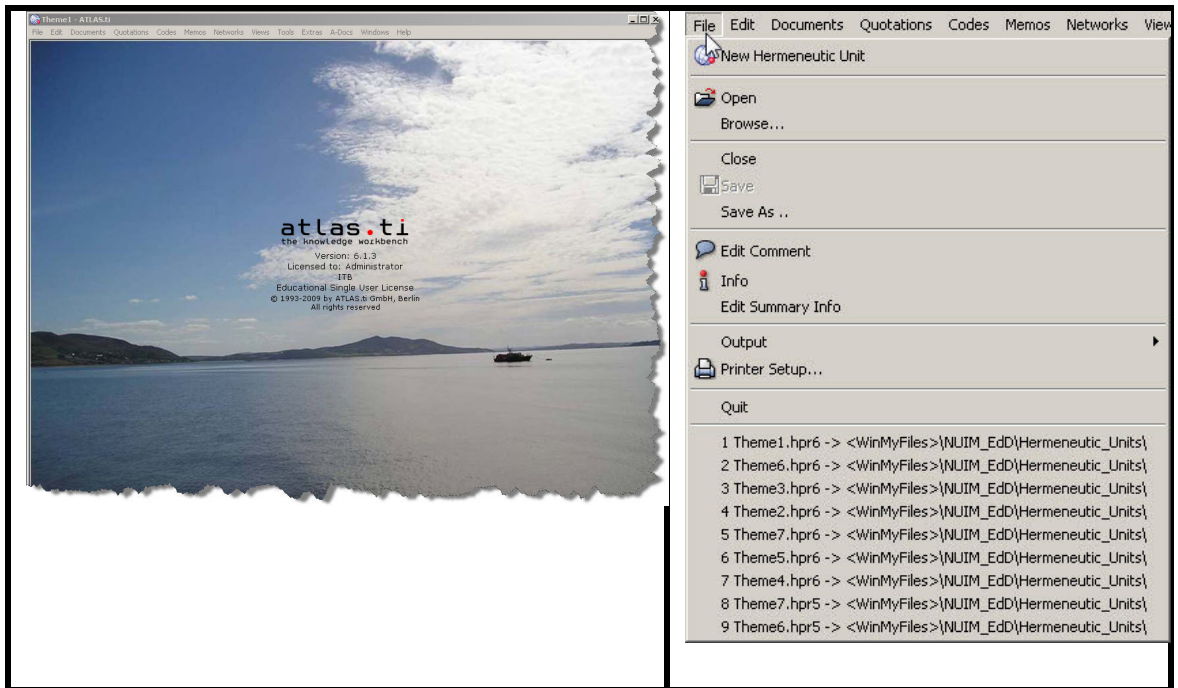 Theme1 - ATLAS.ti
File Edit Documents Quotations Codes Memos Networks Views Tools Extras A-Docs Windows Help
atlas.ti
the knowledge workbench
Version: 6.1.3
Licensed to: Administrator
ITB
Educational Single User License
© 1993-2009 by ATLAS.ti GmbH, Berlin
All rights reserved
File Edit Documents Quotations Codes Memos Networks View
New Hermeneutic Unit
Open
Browse...
Close
Save
Save As ..
Edit Comment
Info
Edit Summary Info
Output
Printer Setup...
Quit
1 Theme1.hpr6 -> <WinMyFiles>\NUIM_EdD\Hermeneutic_Units\
2 Theme6.hpr6 -> <WinMyFiles>\NUIM_EdD\Hermeneutic_Units\
3 Theme3.hpr6 -> <WinMyFiles>\NUIM_EdD\Hermeneutic_Units\
4 Theme2.hpr6 -> <WinMyFiles>\NUIM_EdD\Hermeneutic_Units\
5 Theme7.hpr6 -> <WinMyFiles>\NUIM_EdD\Hermeneutic_Units\
6 Theme5.hpr6 -> <WinMyFiles>\NUIM_EdD\Hermeneutic_Units\
7 Theme4.hpr6 -> <WinMyFiles>\NUIM_EdD\Hermeneutic_Units\
8 Theme7.hpr5 -> <WinMyFiles>\NUIM_EdD\Hermeneutic_Units\
9 Theme6.hpr5 -> <WinMyFiles>\NUIM_EdD\Hermeneutic_Units\